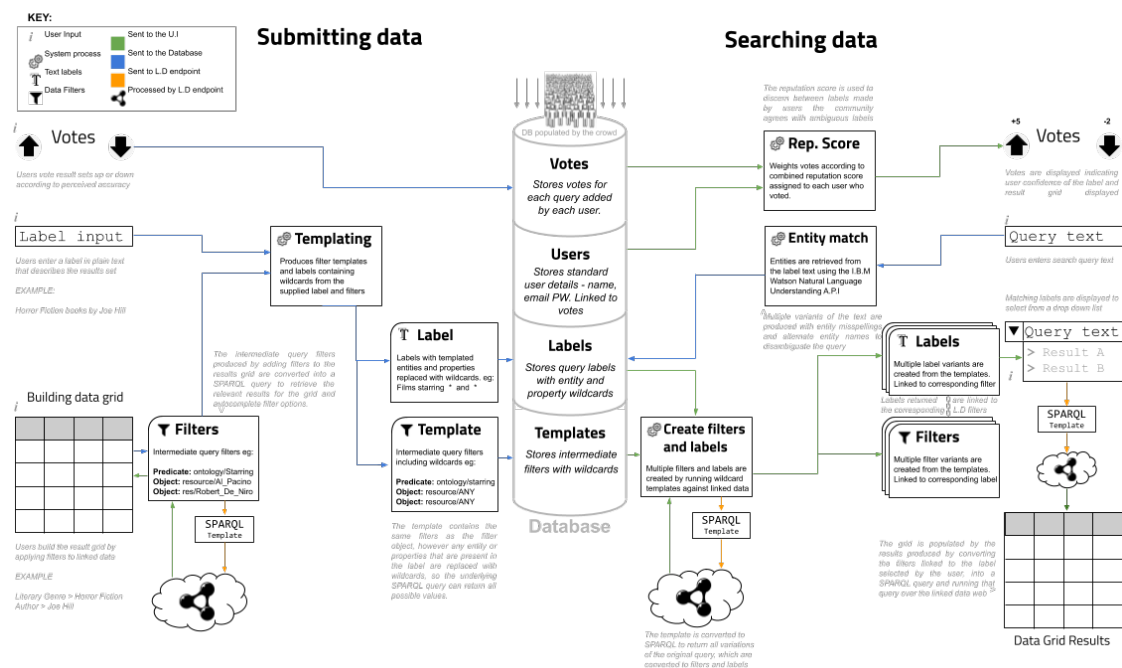 KEY:
i User Input
System process
Text labels
Data Filters
Sent to the U.I
Sent to the Database
Sent to L.D endpoint
Processed by L.D endpoint
Submitting data
Searching data
i
Votes
Users vote result sets up or down
according to perceived accuracy
i
Label input
Users enter a label in plain text
that describes the results set
EXAMPLE:
Horror Fiction books by Joe Hill
Templating
Produces filter templates
and labels containing
wildcards from the
supplied label and filters
The intermediate query filters
produced by adding filters to the
results grid are converted into a
SPARQL query to retrieve the
relevant results for the grid and
autocomplete filter options.
Building data grid
i
Users build the result grid by
applying filters to linked data
EXAMPLE
Literary Genre > Horror Fiction
Author > Joe Hill
Filters
Intermediate query filters eg:
Predicate: ontology/Starring
Object: resource/Al_Pacino
Object: res/Robert_De_Niro
SPARQL
Template
Label
Labels with templated
entities and properties
replaced with wildcards. eg:
Films starring * and *
Template
Intermediate query filters
including wildcards eg:
Predicate: ontology/starring
Object: resource/ANY
Object: resource/ANY
The template contains the
same filters as the filter
object, however any entity or
properties that are present in
the label are replaced with
wildcards, so the underlying
SPARQL query can return all
possible values.
DB populated by the crowd
Votes
Stores votes for
each query added
by each user.
Users
Stores standard
user details - name,
email PW. Linked to
votes
Labels
Stores query labels
with entity and
property wildcards
Templates
Stores intermediate
filters with wildcards
Database
The reputation score is used to
discern between labels made
by users the community
agrees with ambiguous labels
Rep. Score
Weights votes according to
combined reputation score
assigned to each user who
voted.
+5
Votes
-2
Votes are displayed indicating
user confidence of the label and
result grid displayed
Entity match
Entities are retrieved from
the label text using the I.B.M
Watson Natural Language
Understanding A.P.I
Multiple variants of the text are
produced with entity misspellings
and alternate entity names to
disambiguate the query
i
Query text
Users enters search query text
Matching labels are displayed to
select from a drop down list
Query text
> Result A
> Result B
i
SPARQL
Template
Labels
Multiple label variants are
created from the templates.
Linked to corresponding filter
Labels returned are linked to
the corresponding L.D filters
Filters
Multiple filter variants are
created from the templates.
Linked to corresponding label
Create filters
and labels
Multiple filters and labels are
created by running wildcard
templates against linked data
SPARQL
Template
The template is converted to
SPARQL to return all variations
of the original query, which are
converted to filters and labels
The grid is populated by the
results produced by converting
the filters linked to the label
selected by the user, into a
SPARQL query and running that
query over the linked data web
Data Grid Results